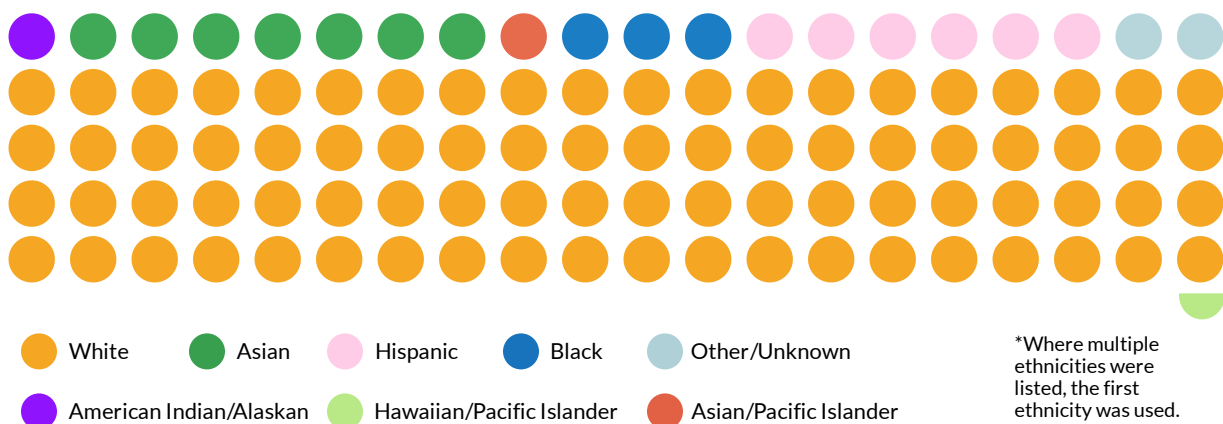 White
Asian
Hispanic
Black
Other/Unknown
American Indian/Alaskan
Hawaiian/Pacific Islander
Asian/Pacific Islander
*Where multiple
ethnicities were
listed, the first
ethnicity was used.